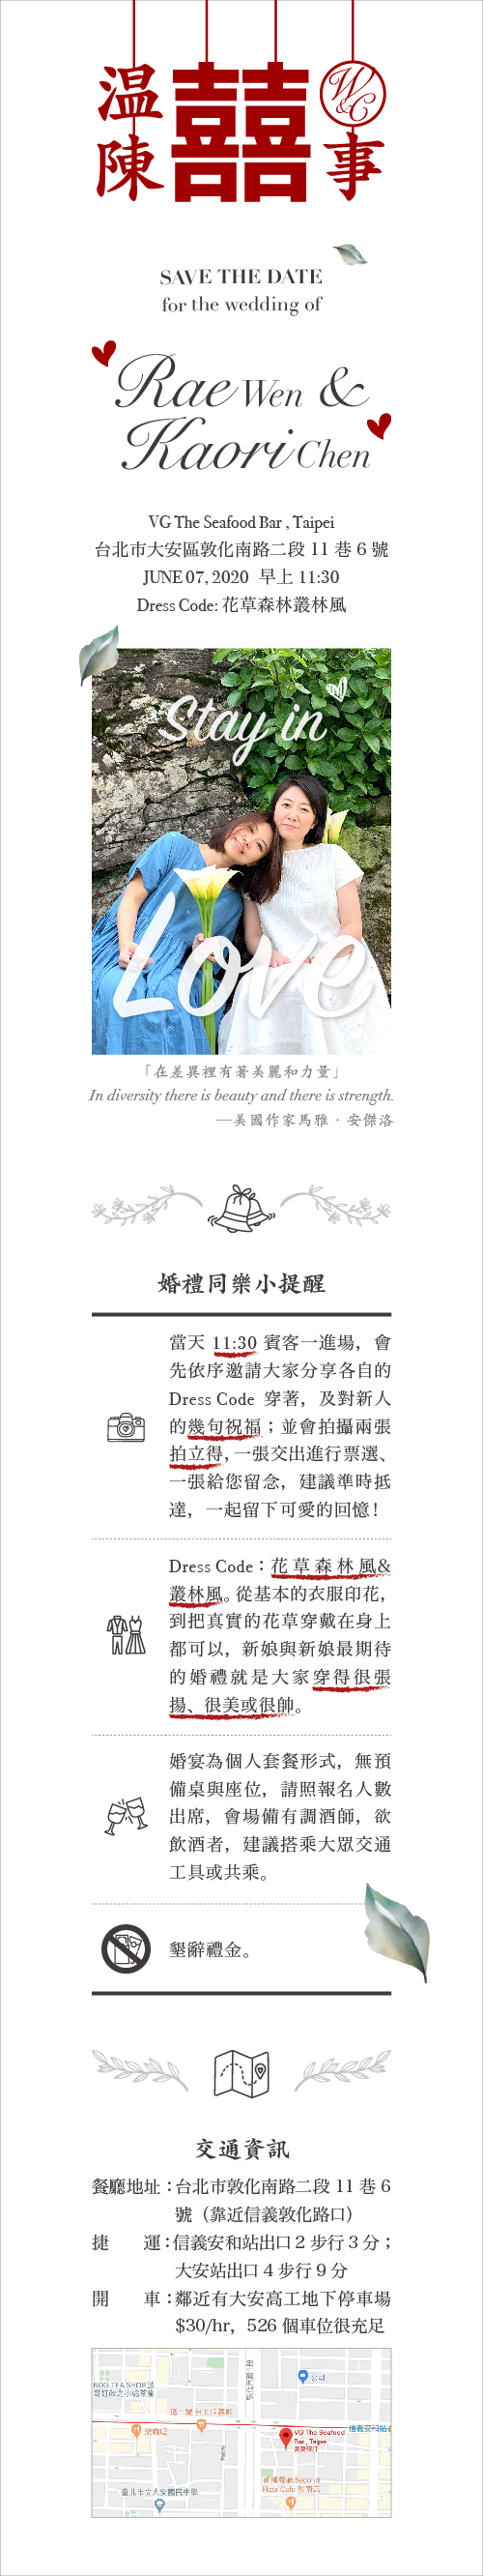 温 囍 W&C
陳 事
SAVE THE DATE
for the wedding of
Rae Wen &
Kaori Chen
VG The Seafood Bar , Taipei
台北市大安區敦化南路二段 11 巷 6 號
JUNE 07, 2020 早上 11:30
Dress Code: 花草森林叢林風
Stay in
Love
「在差異裡有著美麗和力量」
In diversity there is beauty and there is strength.
—美國作家馬雅・安傑洛
婚禮同樂小提醒
當天 11:30 賓客一進場，會
先依序邀請大家分享各自的
Dress Code 穿著，及對新人
的幾句祝福；並會拍攝兩張
拍立得，一張交出進行票選、
一張給您留念，建議準時抵
達，一起留下可愛的回憶！
Dress Code：花草森林風&
叢林風。從基本的衣服印花，
到把真實的花草穿戴在身上
都可以，新娘與新娘最期待
的婚禮就是大家穿得很張
揚、很美或很帥。
婚宴為個人套餐形式，無預
備桌與座位，請照報名人數
出席，會場備有調酒師，欲
飲酒者，建議搭乘大眾交通
工具或共乘。
懇辭禮金。
交通資訊
餐廳地址：台北市敦化南路二段 11 巷 6
號（靠近信義敦化路口）
捷 運：信義安和站出口 2 步行 3 分；
大安站出口 4 步行 9 分
開 車：鄰近有大安高工地下停車場
$30/hr，526 個車位很充足
公司
VG The Seafood
Bar , Taipei
Second
Floor Cafe 敦南店